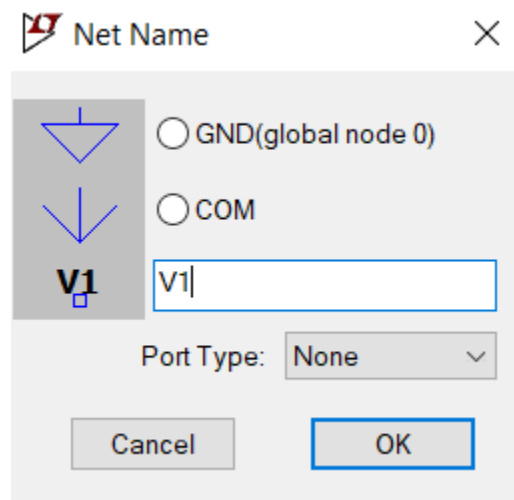 Net Name
GND(global node 0)
COM
V1
V1
Port Type: None
Cancel OK